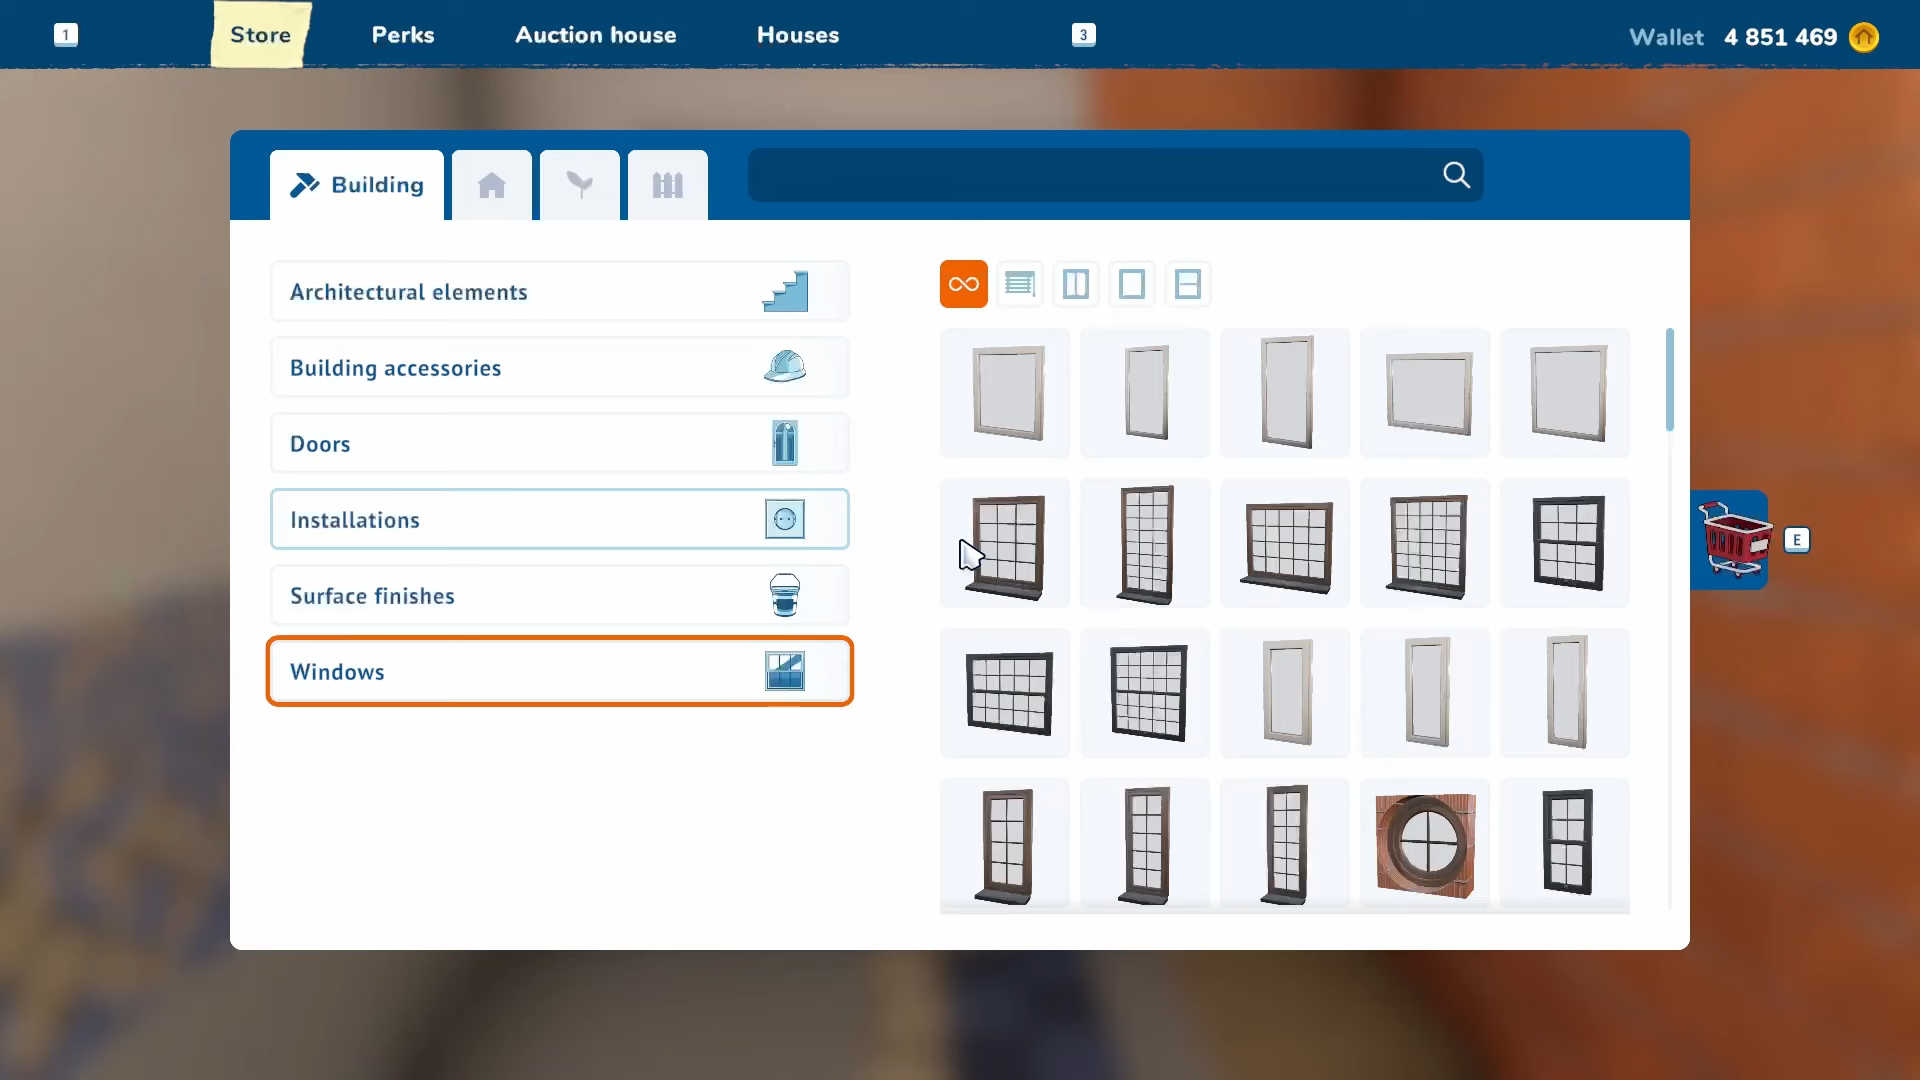 1
Store
Perks
Auction house
Houses
3
Wallet
4 851 469
Building
Architectural elements
Building accessories
Doors
Installations
Surface finishes
Windows
E